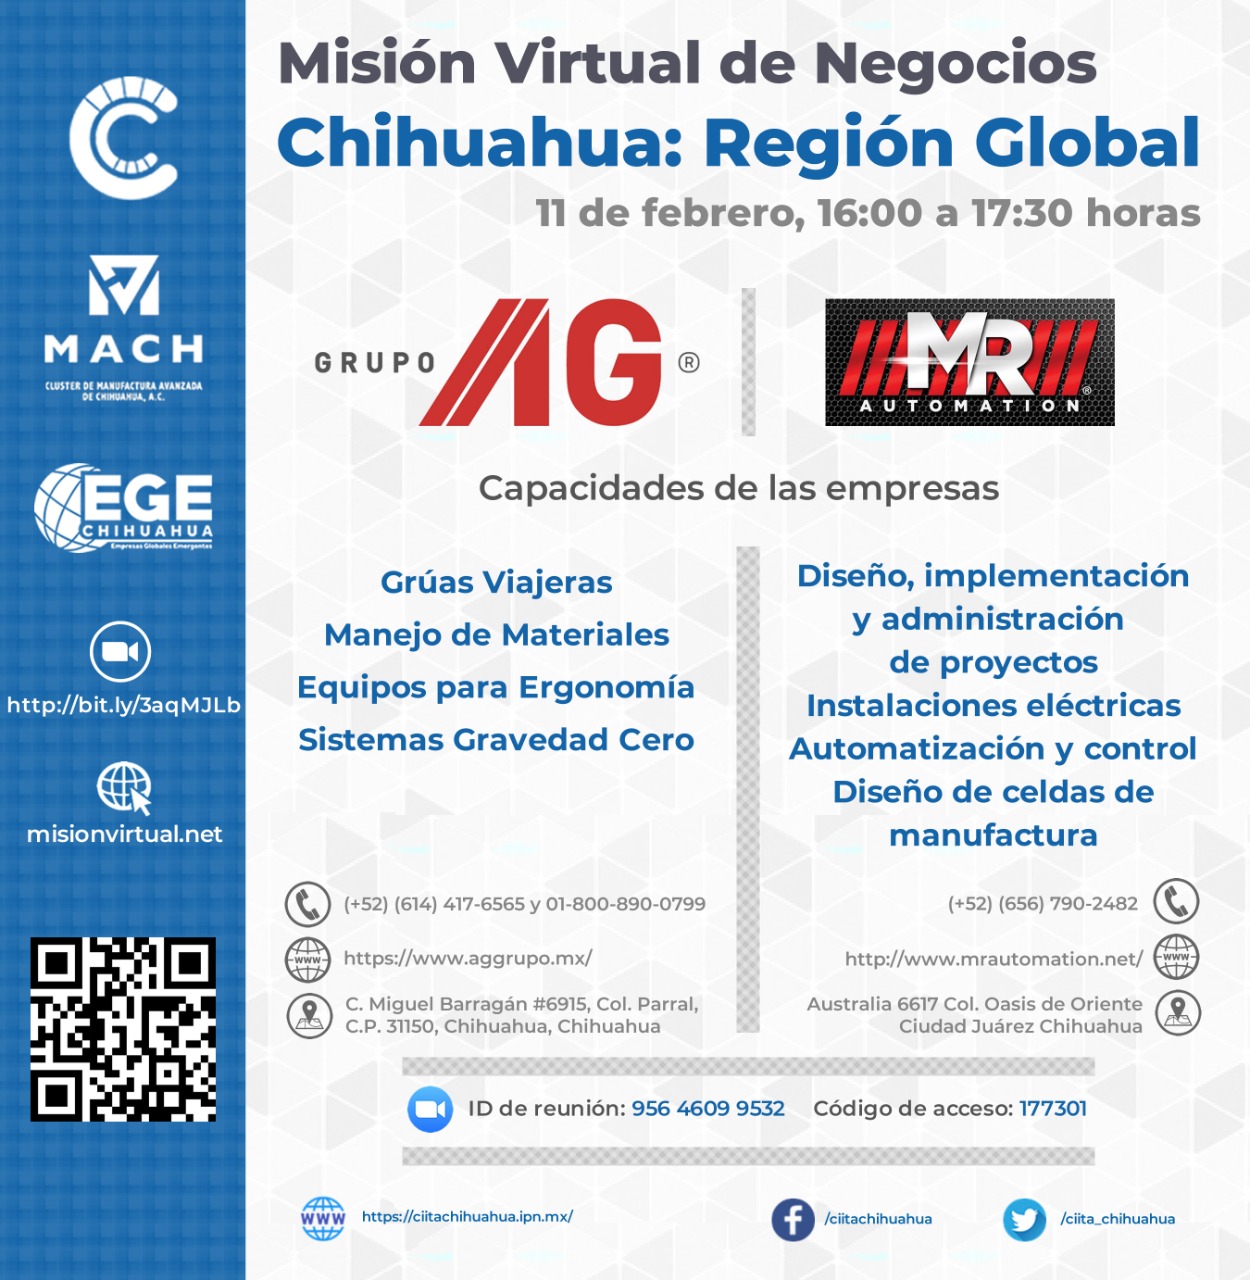 Misión Virtual de Negocios
Chihuahua: Región Global
11 de febrero, 16:00 a 17:30 horas
MACH
CLUSTER DE MANUFACTURA AVANZADA
DE CHIHUAHUA, A.C.
EGE
CHIHUAHUA
Empresas Globales Emergentes
http://bit.ly/3aqMJLb
misionvirtual.net
GRUPO AG ®
MR
AUTOMATION ®
Capacidades de las empresas
Grúas Viajeras
Manejo de Materiales
Equipos para Ergonomía
Sistemas Gravedad Cero
Diseño, implementación
y administración
de proyectos
Instalaciones eléctricas
Automatización y control
Diseño de celdas de
manufactura
(+52) (614) 417-6565 y 01-800-890-0799
WWW
https://www.aggrupo.mx/
C. Miguel Barragán #6915, Col. Parral,
C.P. 31150, Chihuahua, Chihuahua
(+52) (656) 790-2482
http://www.mrautomation.net/
WWW
Australia 6617 Col. Oasis de Oriente
Ciudad Juárez Chihuahua
ID de reunión: 956 4609 9532 Código de acceso: 177301
WWW https://ciitachihuahua.ipn.mx/
/ciitachihuahua
/ciita_chihuahua